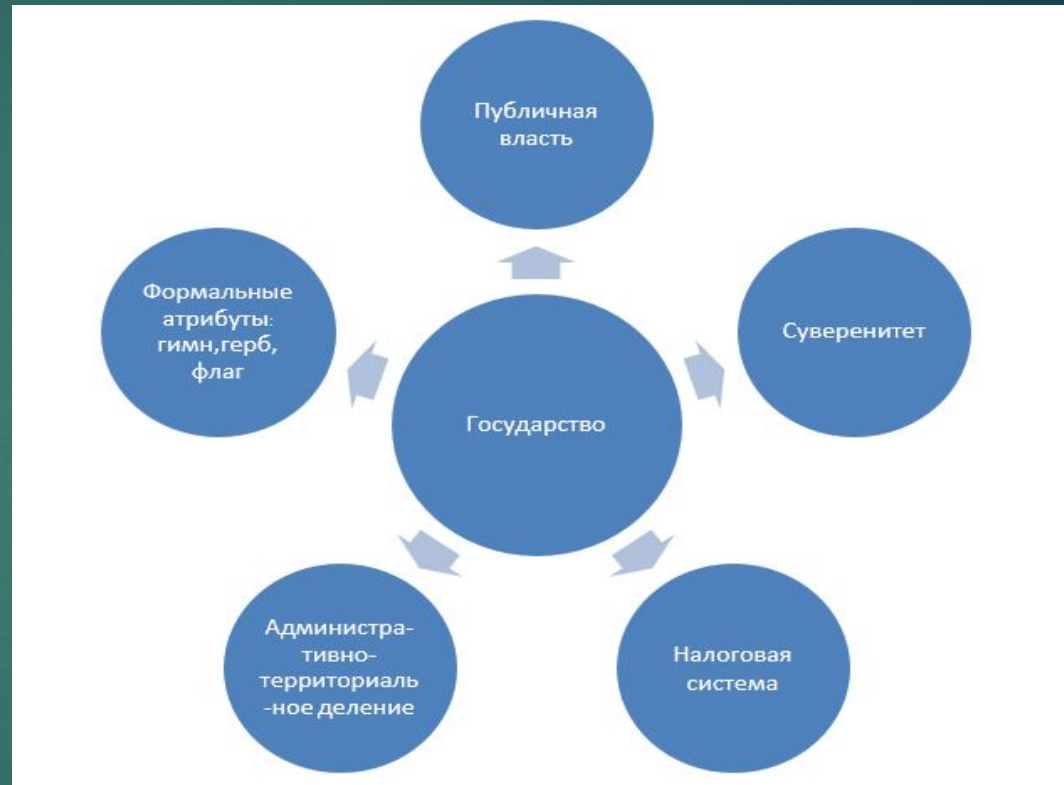 Публичная
власть
Формальные
атрибуты:
гимн,герб,
флаг
Суверенитет
Государство
Администра-
тивно-
территориаль
-ное деление
Налоговая
система